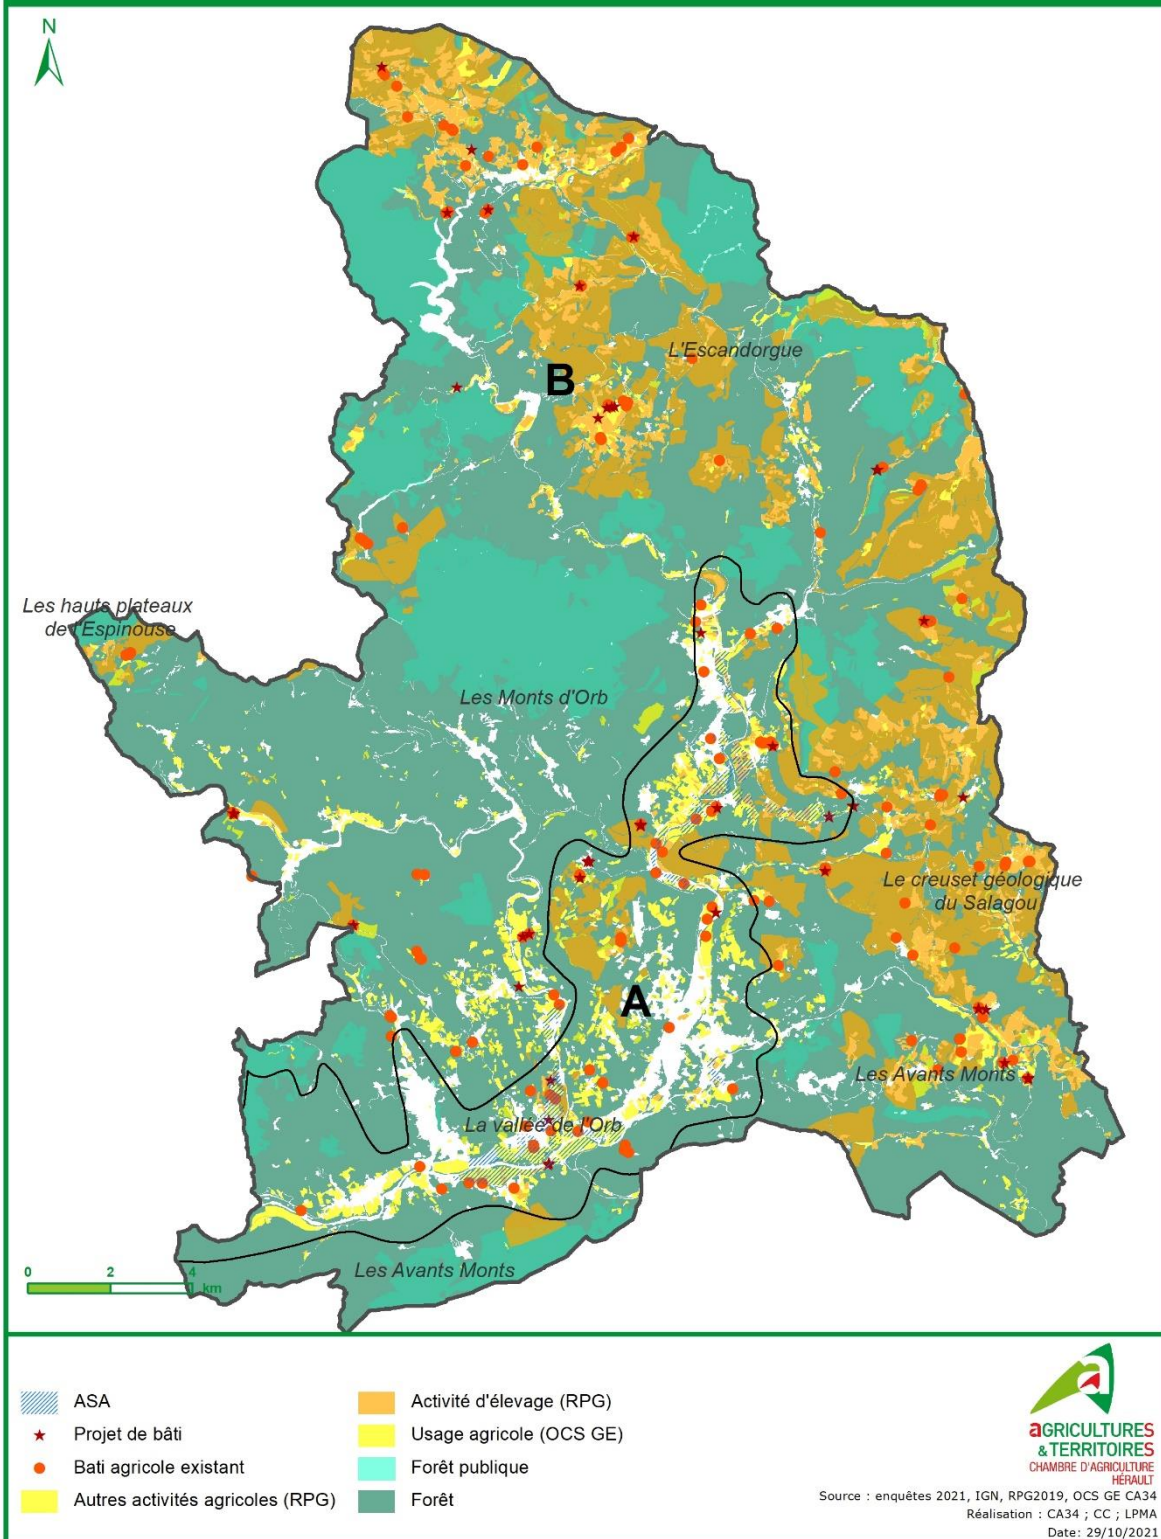 N
L'Escandorgue
B
Les hauts plateaux
de l'Espinouse
Les Monts d'Orb
Le creuset géologique
du Salagou
A
Les Avants Monts
La vallée de l'Orb
Les Avants Monts
0 2 4
km
ASA
Projet de bâti
Bati agricole existant
Autres activités agricoles (RPG)
Activité d'élevage (RPG)
Usage agricole (OCS GE)
Forêt publique
Forêt
aGRICULTURES
& TERRITOIRES
CHAMBRE D'AGRICULTURE
HÉRAULT
Source : enquêtes 2021, IGN, RPG2019, OCS GE CA34
Réalisation : CA34 ; CC ; LPMA
Date: 29/10/2021